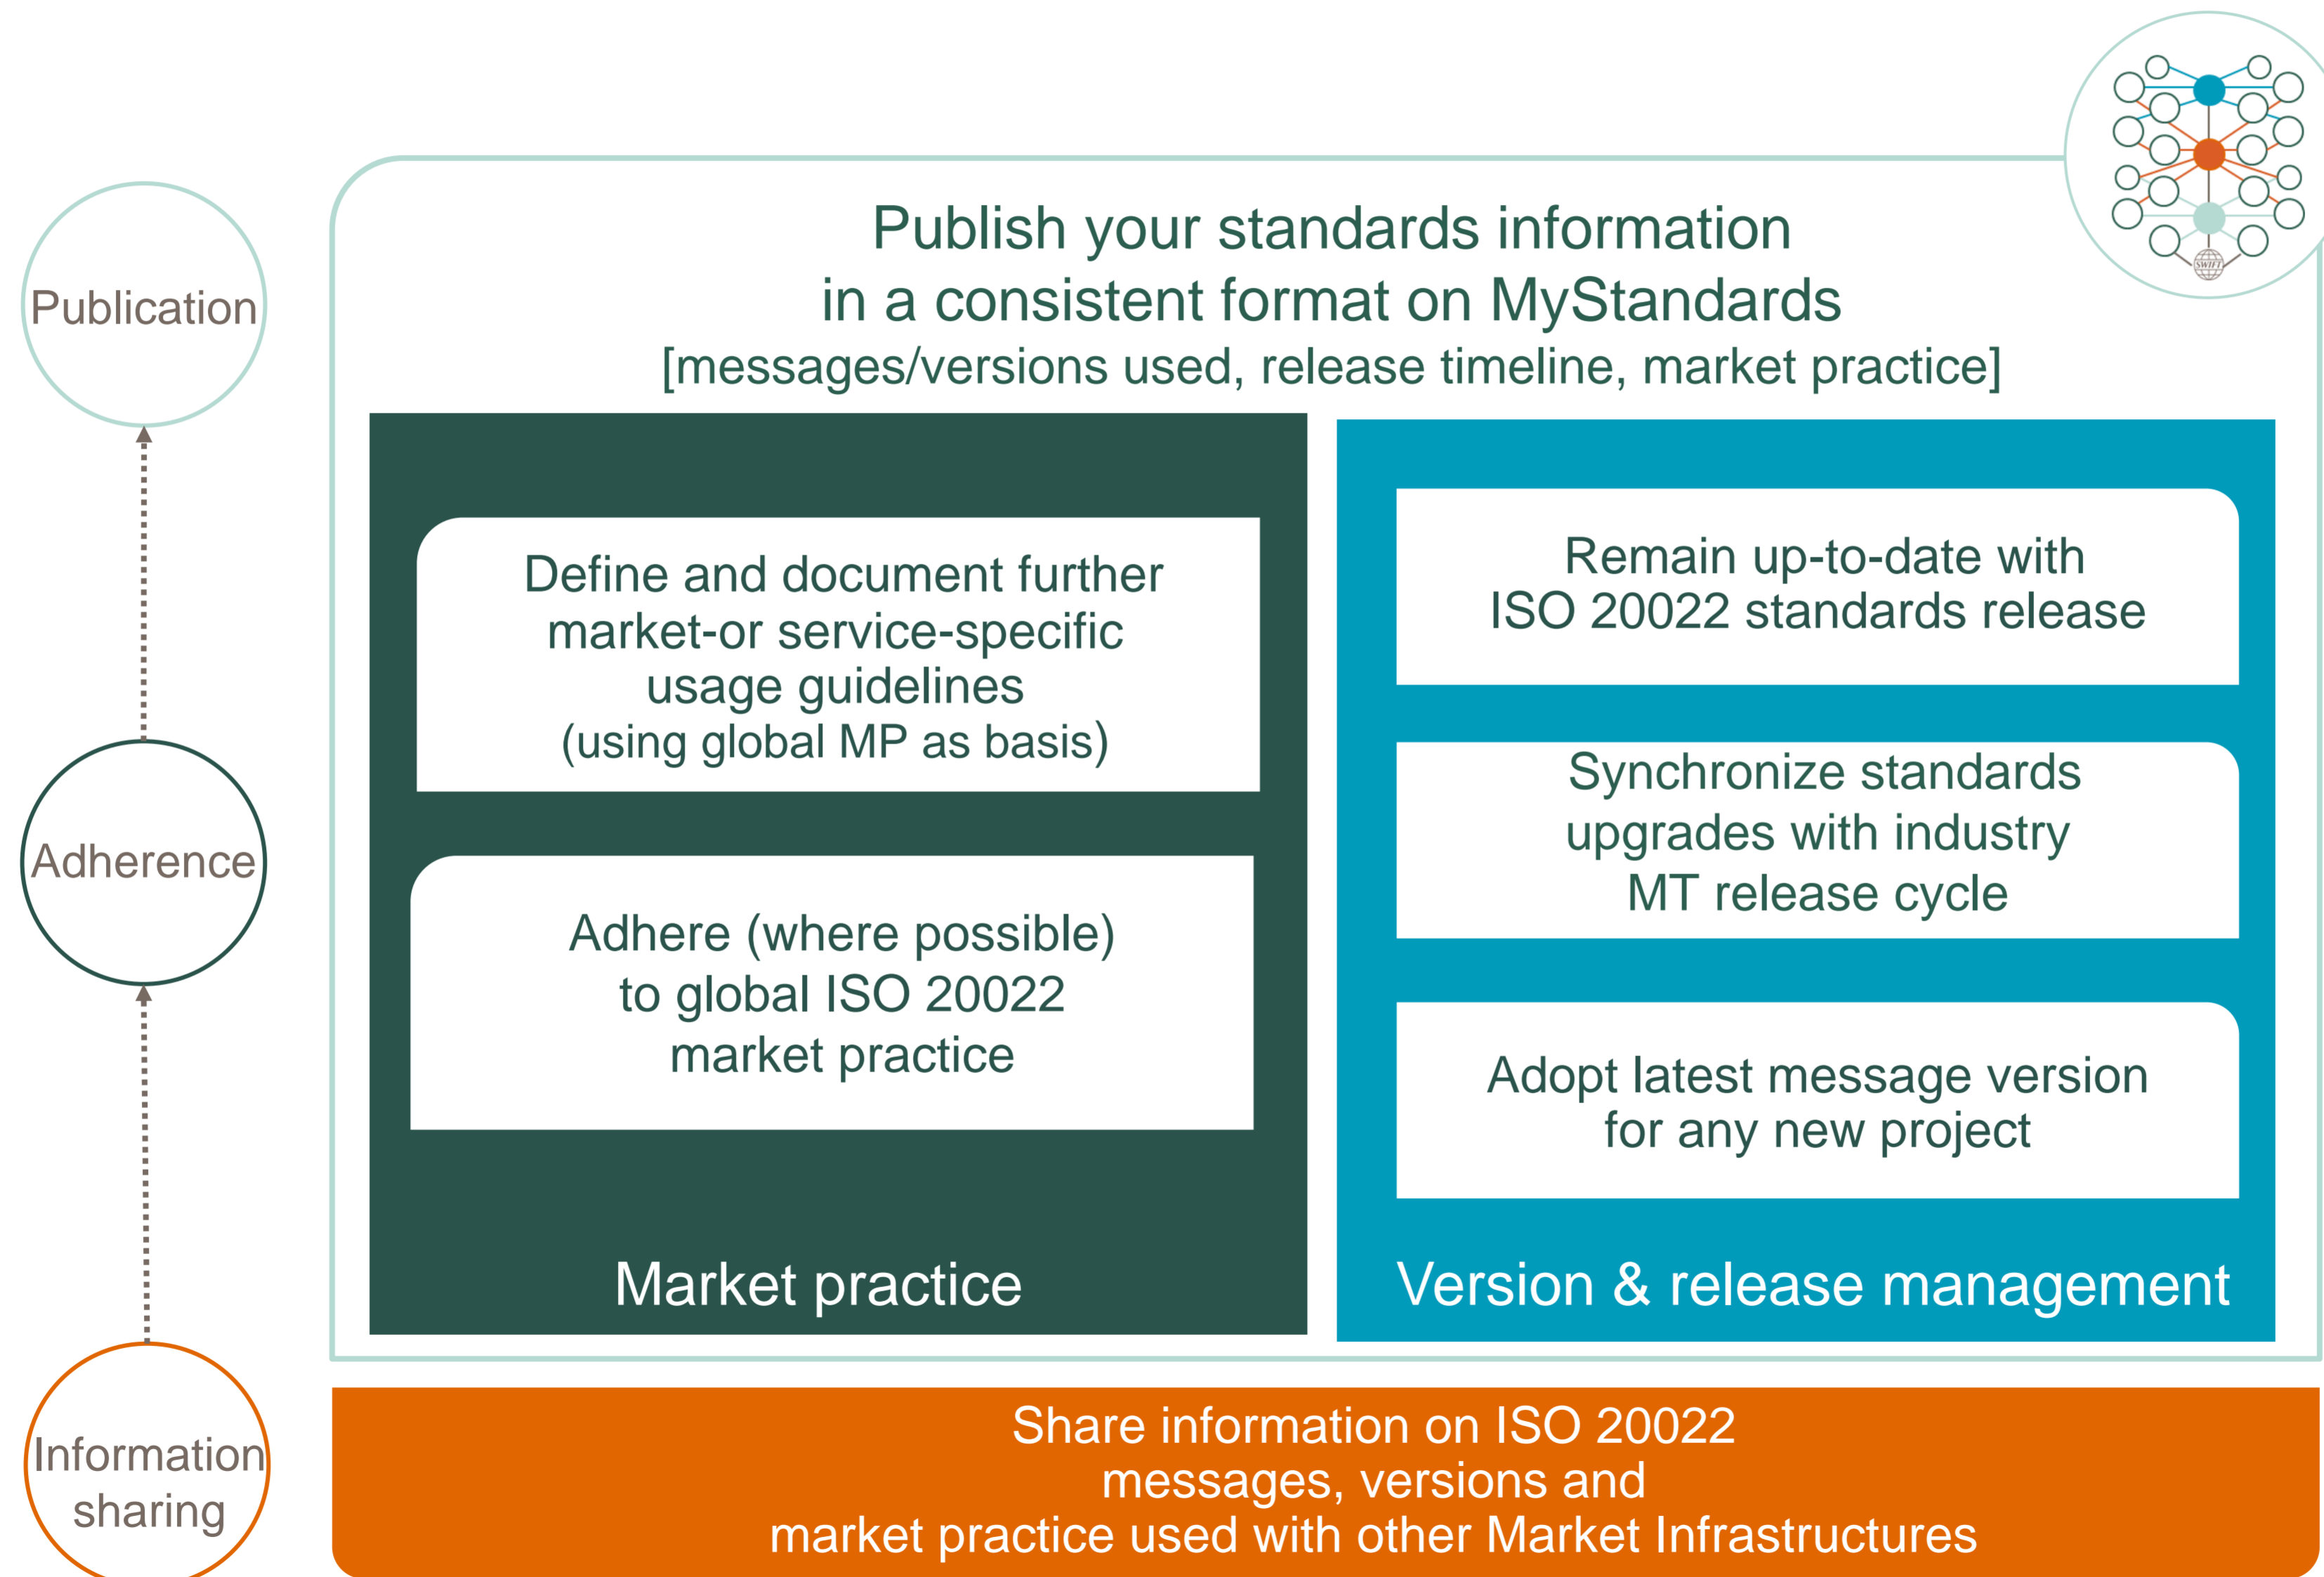 Publish your standards information
in a consistent format on MyStandards
[messages/versions used, release timeline, market practice]
SWIFT
Publication
Adherence
Information
sharing
Define and document further
market-or service-specific
usage guidelines
(using global MP as basis)
Adhere (where possible)
to global ISO 20022
market practice
Market practice
Remain up-to-date with
ISO 20022 standards release
Synchronize standards
upgrades with industry
MT release cycle
Adopt latest message version
for any new project
Version & release management
Share information on ISO 20022
messages, versions and
market practice used with other Market Infrastructures